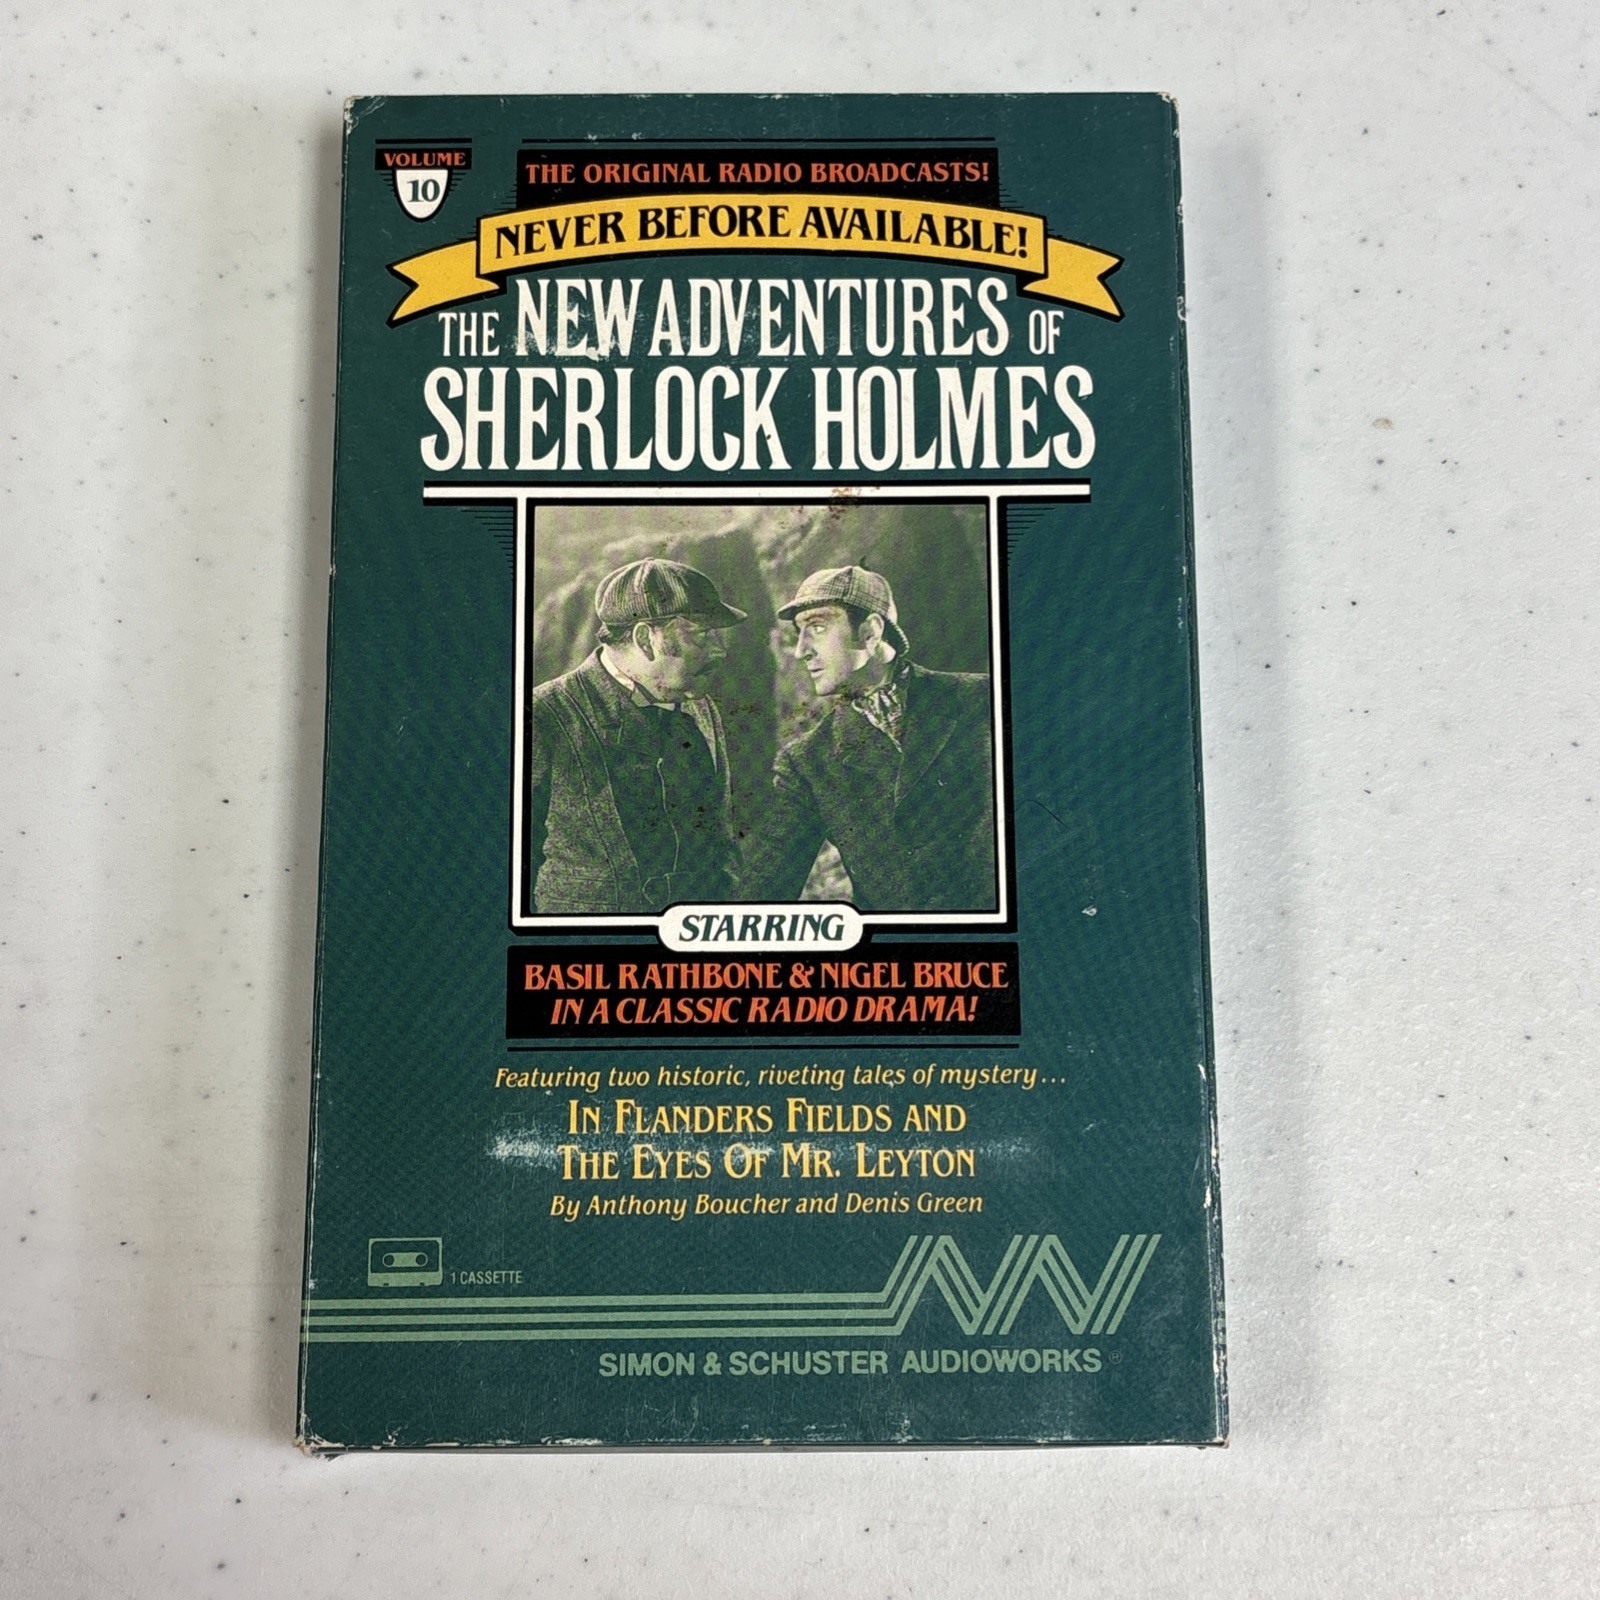 VOLUME
10
THE ORIGINAL RADIO BROADCASTS!
NEVER BEFORE AVAILABLE!
THE NEW ADVENTURES OF
SHERLOCK HOLMES
STARRING
BASIL RATHBONE & NIGEL BRUCE
IN A CLASSIC RADIO DRAMA!
Featuring two historic, riveting tales of mystery...
IN FLANDERS FIELDS AND
THE EYES OF MR. LEYTON
By Anthony Boucher and Denis Green
1 CASSETTE
SIMON & SCHUSTER AUDIOWORKS®